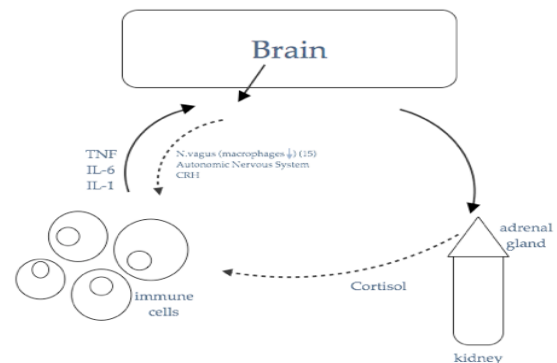 Brain
TNF
IL-6
IL-1
N.vagus (macrophages ↓) (15)
Autonomic Nervous System
CRH
adrenal
gland
immune
cells
Cortisol
kidney